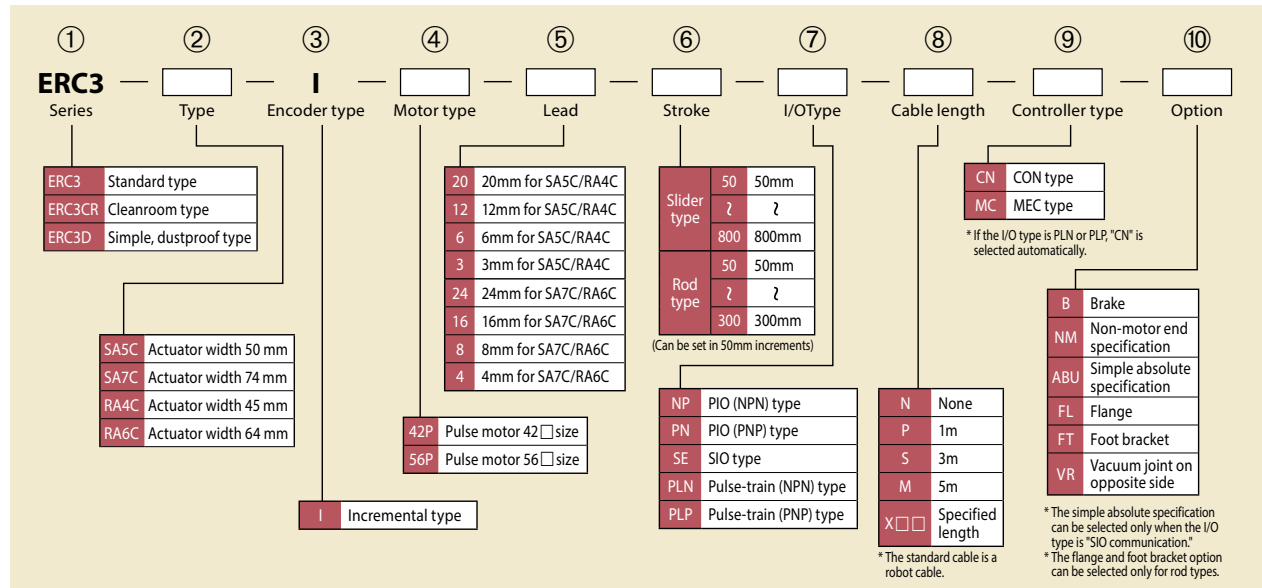 ① ② ③ ④ ⑤ ⑥ ⑦ ⑧ ⑨ ⑩
ERC3 — □ — I — □ — □ — □ — □ — □ — □ — □
Series Type Encoder type Motor type Lead Stroke I/OType Cable length Controller type Option
ERC3 Standard type
ERC3CR Cleanroom type
ERC3D Simple, dustproof type
SA5C Actuator width 50 mm
SA7C Actuator width 74 mm
RA4C Actuator width 45 mm
RA6C Actuator width 64 mm
I Incremental type
42P Pulse motor 42□size
56P Pulse motor 56□size
20 20mm for SA5C/RA4C
12 12mm for SA5C/RA4C
6 6mm for SA5C/RA4C
3 3mm for SA5C/RA4C
24 24mm for SA7C/RA6C
16 16mm for SA7C/RA6C
8 8mm for SA7C/RA6C
4 4mm for SA7C/RA6C
Slider
type
50 50mm
≀ ≀
800 800mm
Rod
type
50 50mm
≀ ≀
300 300mm
(Can be set in 50mm increments)
NP PIO (NPN) type
PN PIO (PNP) type
SE SIO type
PLN Pulse-train (NPN) type
PLP Pulse-train (PNP) type
N None
P 1m
S 3m
M 5m
X□□ Specified
length
* The standard cable is a
robot cable.
CN CON type
MC MEC type
* If the I/O type is PLN or PLP, "CN" is
selected automatically.
B Brake
NM Non-motor end
specification
ABU Simple absolute
specification
FL Flange
FT Foot bracket
VR Vacuum joint on
opposite side
* The simple absolute specification
can be selected only when the I/O
type is "SIO communication."
* The flange and foot bracket option
can be selected only for rod types.